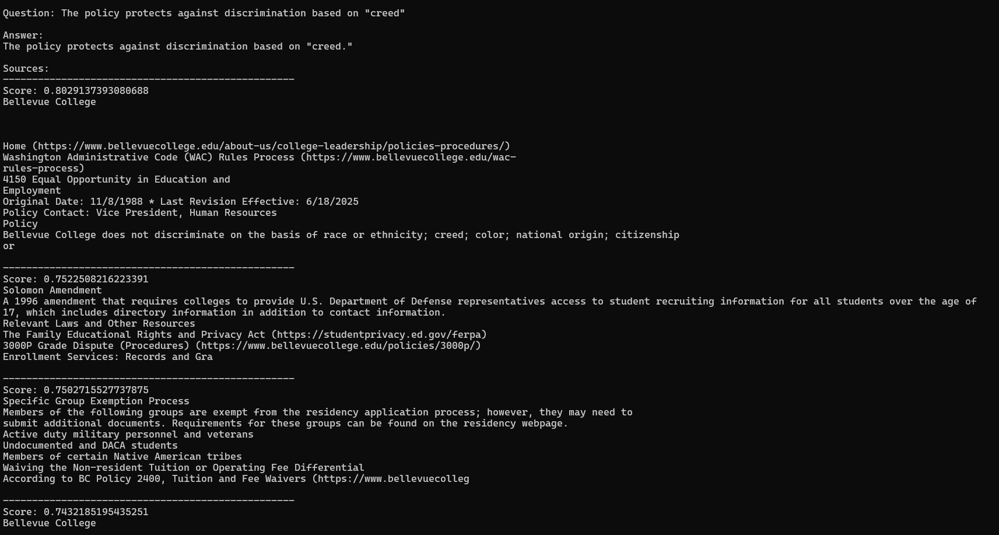 Question: The policy protects against discrimination based on "creed"
Answer:
The policy protects against discrimination based on "creed."
Sources:
--------------------------------------------------
Score: 0.8029137393080688
Bellevue College
Home (https://www.bellevuecollege.edu/about-us/college-leadership/policies-procedures/)
Washington Administrative Code (WAC) Rules Process (https://www.bellevuecollege.edu/wac-
rules-process)
4150 Equal Opportunity in Education and
Employment
Original Date: 11/8/1988 * Last Revision Effective: 6/18/2025
Policy Contact: Vice President, Human Resources
Policy
Bellevue College does not discriminate on the basis of race or ethnicity; creed; color; national origin; citizenship
or
--------------------------------------------------
Score: 0.7522508216223391
Solomon Amendment
A 1996 amendment that requires colleges to provide U.S. Department of Defense representatives access to student recruiting information for all students over the age of
17, which includes directory information in addition to contact information.
Relevant Laws and Other Resources
The Family Educational Rights and Privacy Act (https://studentprivacy.ed.gov/ferpa)
3000P Grade Dispute (Procedures) (https://www.bellevuecollege.edu/policies/3000p/)
Enrollment Services: Records and Gra
--------------------------------------------------
Score: 0.7502715527737875
Specific Group Exemption Process
Members of the following groups are exempt from the residency application process; however, they may need to
submit additional documents. Requirements for these groups can be found on the residency webpage.
Active duty military personnel and veterans
Undocumented and DACA students
Members of certain Native American tribes
Waiving the Non-resident Tuition or Operating Fee Differential
According to BC Policy 2400, Tuition and Fee Waivers (https://www.bellevuecolleg
--------------------------------------------------
Score: 0.7432185195435251
Bellevue College